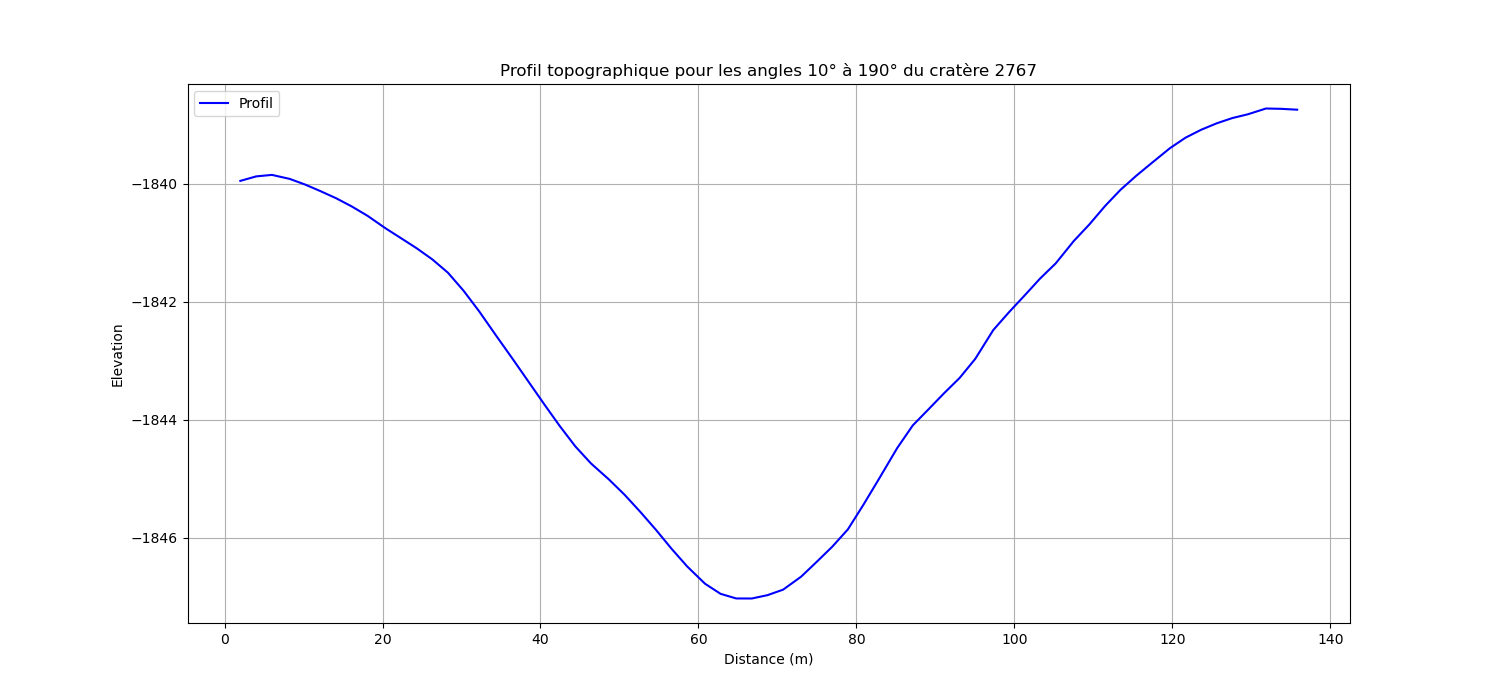 Profil topographique pour les angles 10° à 190° du cratère 2767
Profil
−1840
−1842
−1844
−1846
Elevation
0 20 40 60 80 100 120 140
Distance (m)